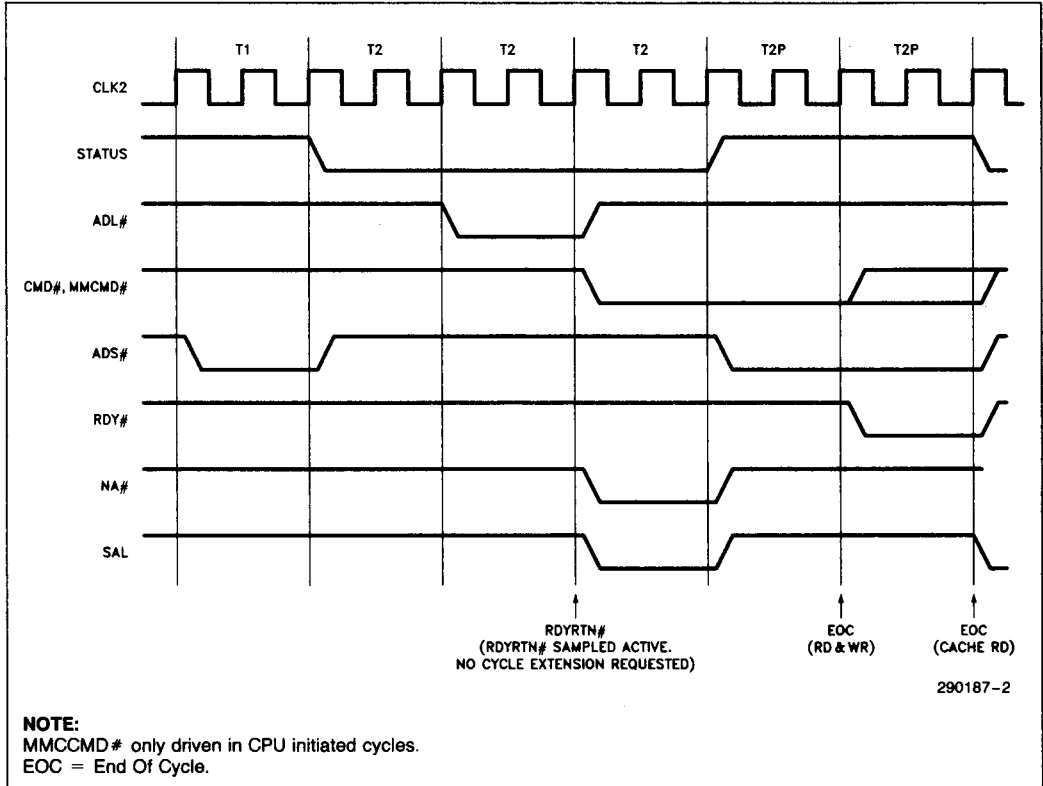 T1 T2 T2 T2 T2P T2P
CLK2
STATUS
ADL#
CMD#, MMCMD#
ADS#
RDY#
NA#
SAL
RDYRTN#
(RDYRTN# SAMPLED ACTIVE.
NO CYCLE EXTENSION REQUESTED)
EOC
(RD & WR)
EOC
(CACHE RD)
290187-2
NOTE:
MMCCMD# only driven in CPU initiated cycles.
EOC = End Of Cycle.